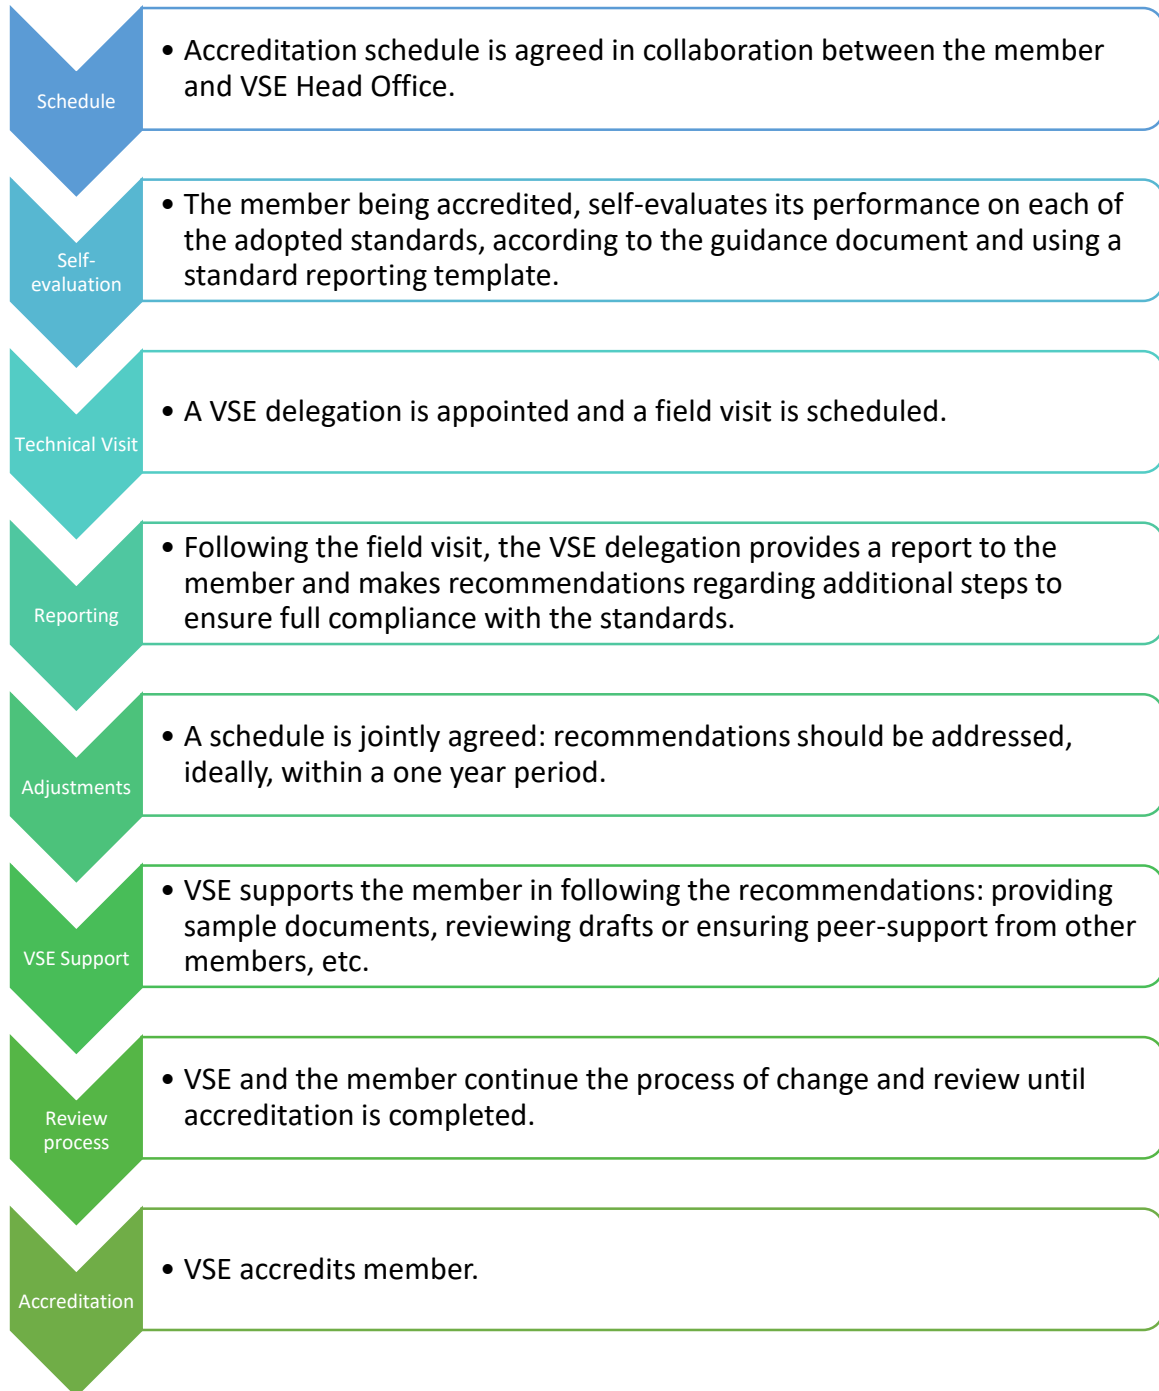 Schedule
• Accreditation schedule is agreed in collaboration between the member
and VSE Head Office.
Self-
evaluation
• The member being accredited, self-evaluates its performance on each of
the adopted standards, according to the guidance document and using a
standard reporting template.
Technical Visit
• A VSE delegation is appointed and a field visit is scheduled.
Reporting
• Following the field visit, the VSE delegation provides a report to the
member and makes recommendations regarding additional steps to
ensure full compliance with the standards.
Adjustments
• A schedule is jointly agreed: recommendations should be addressed,
ideally, within a one year period.
VSE Support
• VSE supports the member in following the recommendations: providing
sample documents, reviewing drafts or ensuring peer-support from other
members, etc.
Review
process
• VSE and the member continue the process of change and review until
accreditation is completed.
Accreditation
• VSE accredits member.